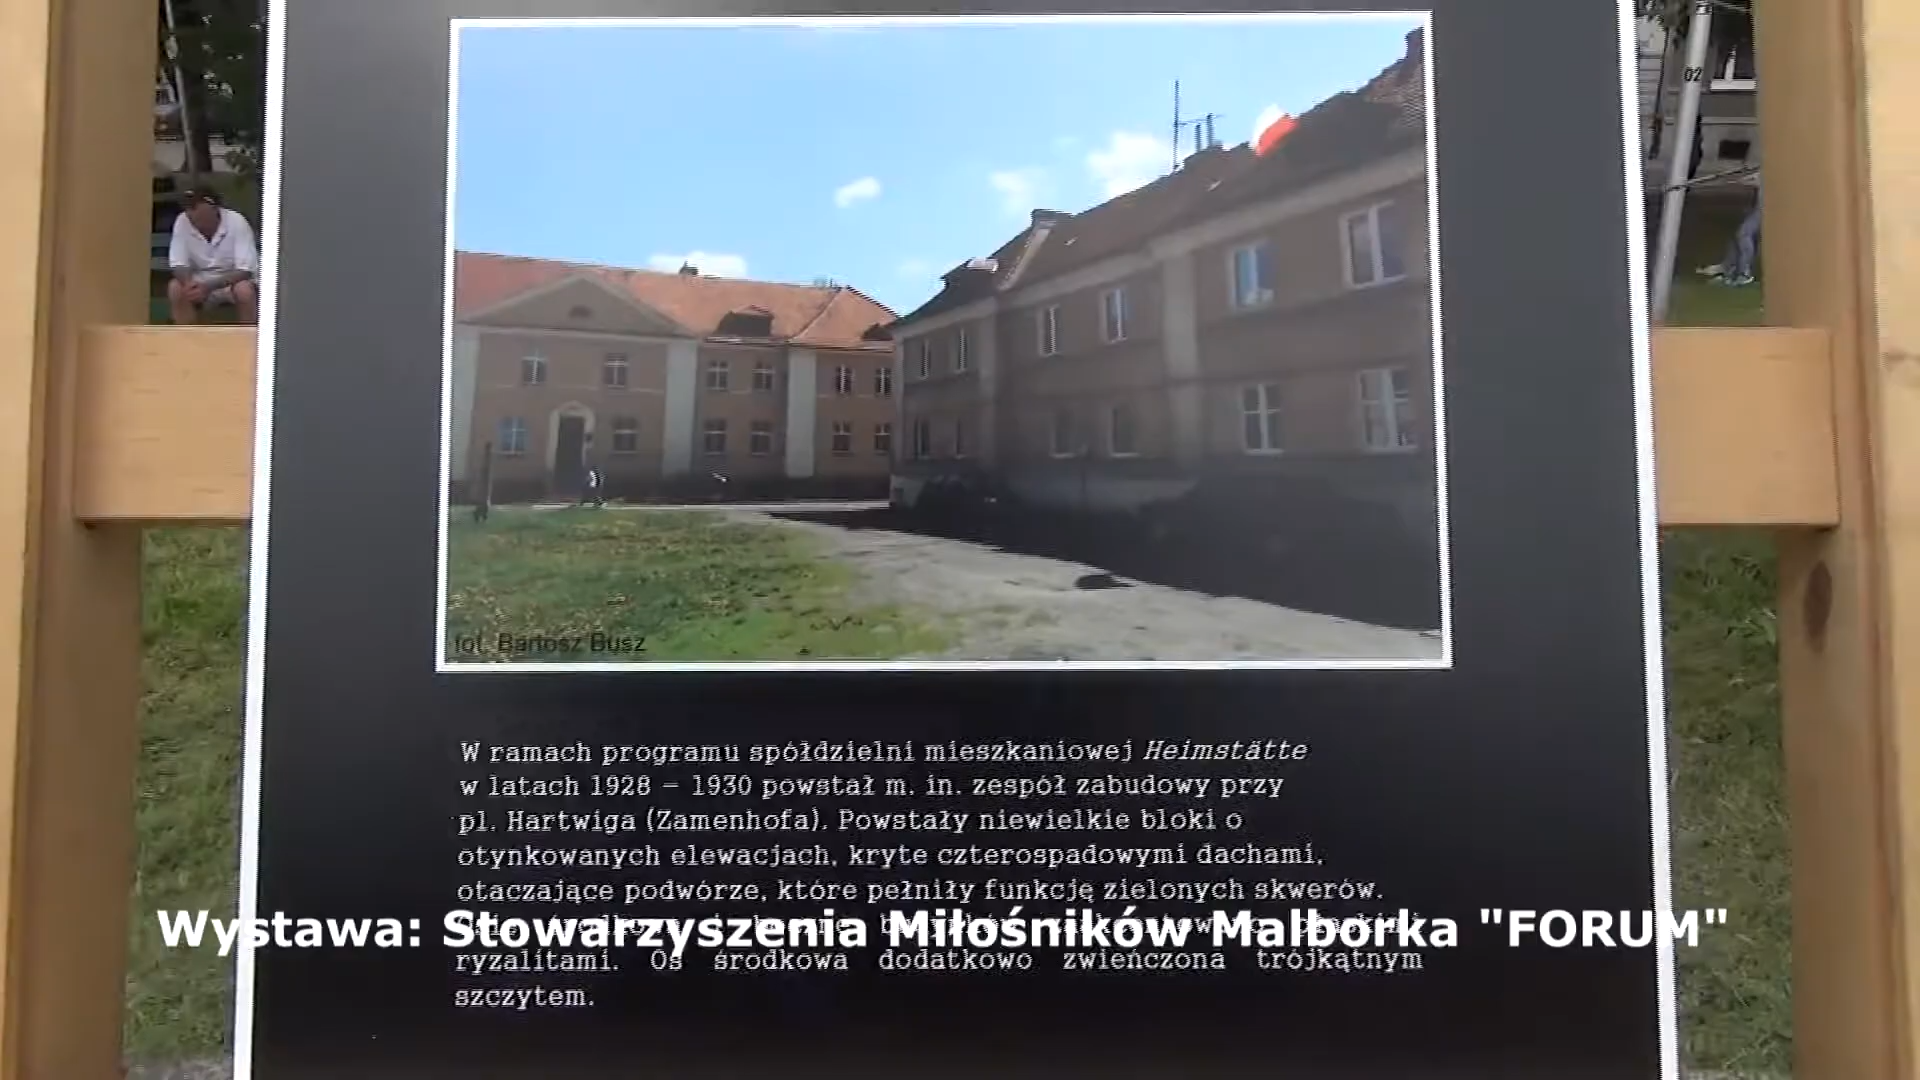 02
fot. Bartosz Busz
W ramach programu spółdzielni mieszkaniowej Heimstätte
w latach 1928 – 1930 powstał m. in. zespół zabudowy przy
pl. Hartwiga (Zamenhofa). Powstały niewielkie bloki o
otynkowanych elewacjach, kryte czterospadowymi dachami,
otaczające podwórze, które pełniły funkcję zielonych skwerów.
Wystawa: Stowarzyszenia Miłośników Malborka "FORUM"
ryzalitami. Oś środkowa dodatkowo zwieńczona trójkątnym
szczytem.